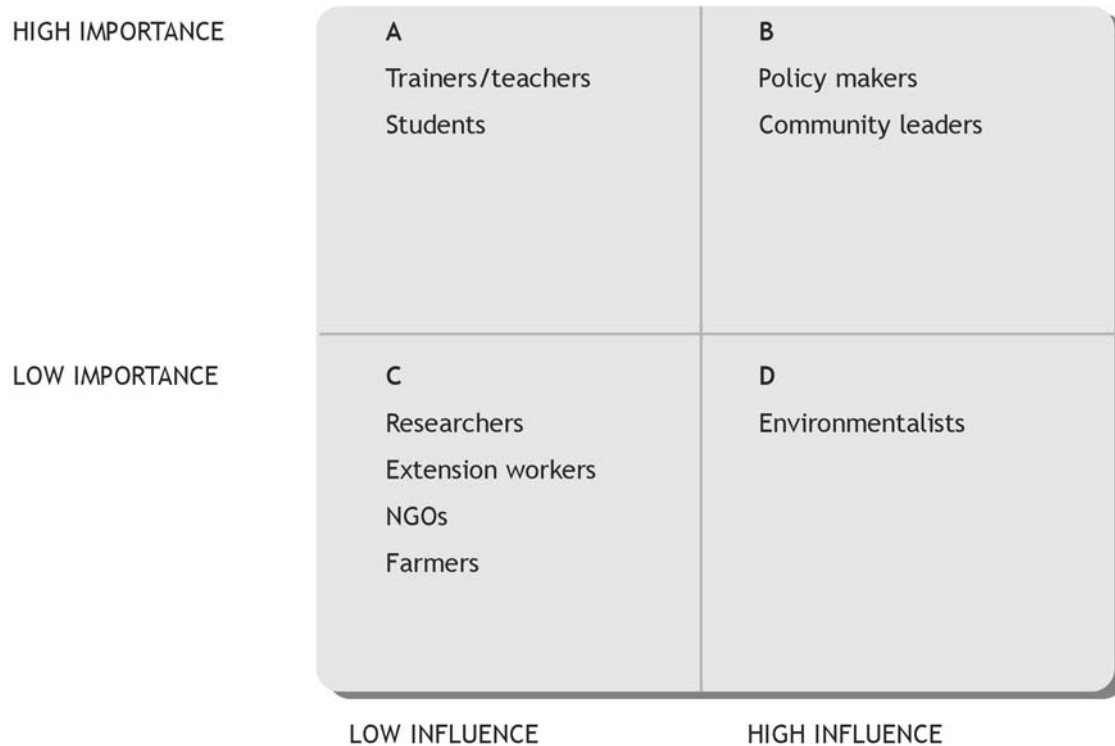 HIGH IMPORTANCE
A
Trainers/teachers
Students
B
Policy makers
Community leaders
LOW IMPORTANCE
C
Researchers
Extension workers
NGOs
Farmers
D
Environmentalists
LOW INFLUENCE
HIGH INFLUENCE